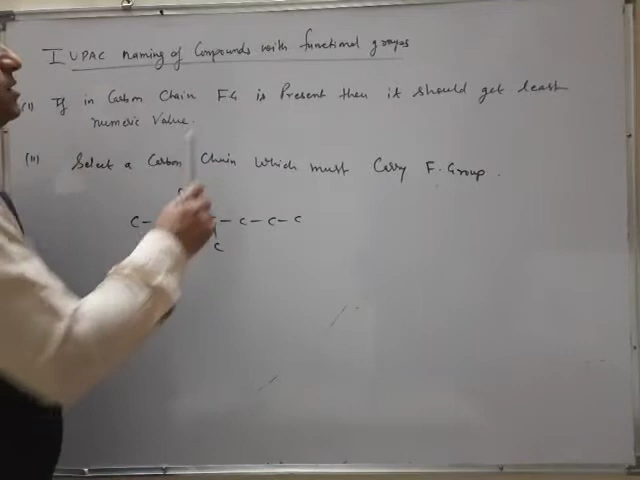 IUPAC naming of Compounds with functional groups
(I) If in Carbon Chain FG is Present then it should get least
numeric Value.
(II) Select a Carbon Chain Which must Carry F. Group.
C
C - - C - C - C
C